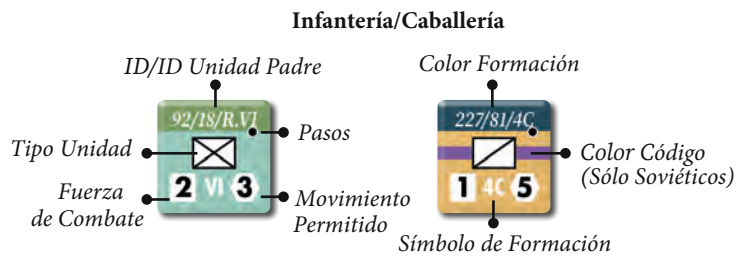 Infantería/Caballería
ID/ID Unidad Padre
Color Formación
92/18/R.VI
227/81/4C
Pasos
Tipo Unidad
Color Código
(Sólo Soviéticos)
2 VI 3
1 4C 5
Fuerza
de Combate
Movimiento
Permitido
Símbolo de Formación